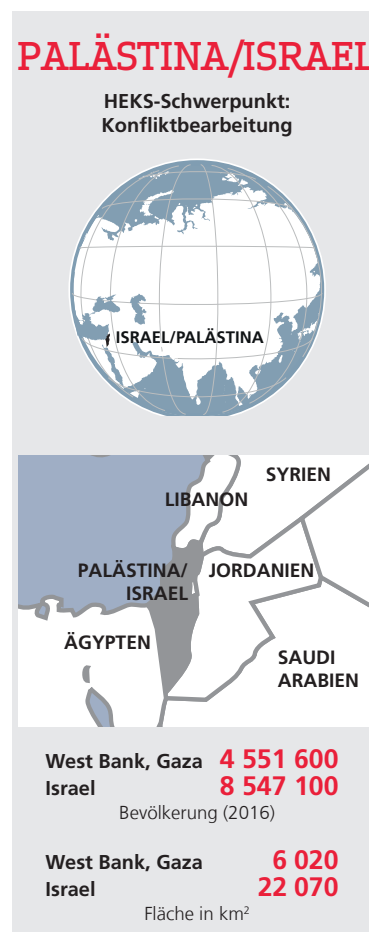 PALÄSTINA/ISRAEL
HEKS-Schwerpunkt:
Konfliktbearbeitung
ISRAEL/PALÄSTINA
SYRIEN
LIBANON
PALÄSTINA/
ISRAEL
JORDANIEN
ÄGYPTEN
SAUDI
ARABIEN
West Bank, Gaza 4 551 600
Israel 8 547 100
Bevölkerung (2016)
West Bank, Gaza 6 020
Israel 22 070
Fläche in km²